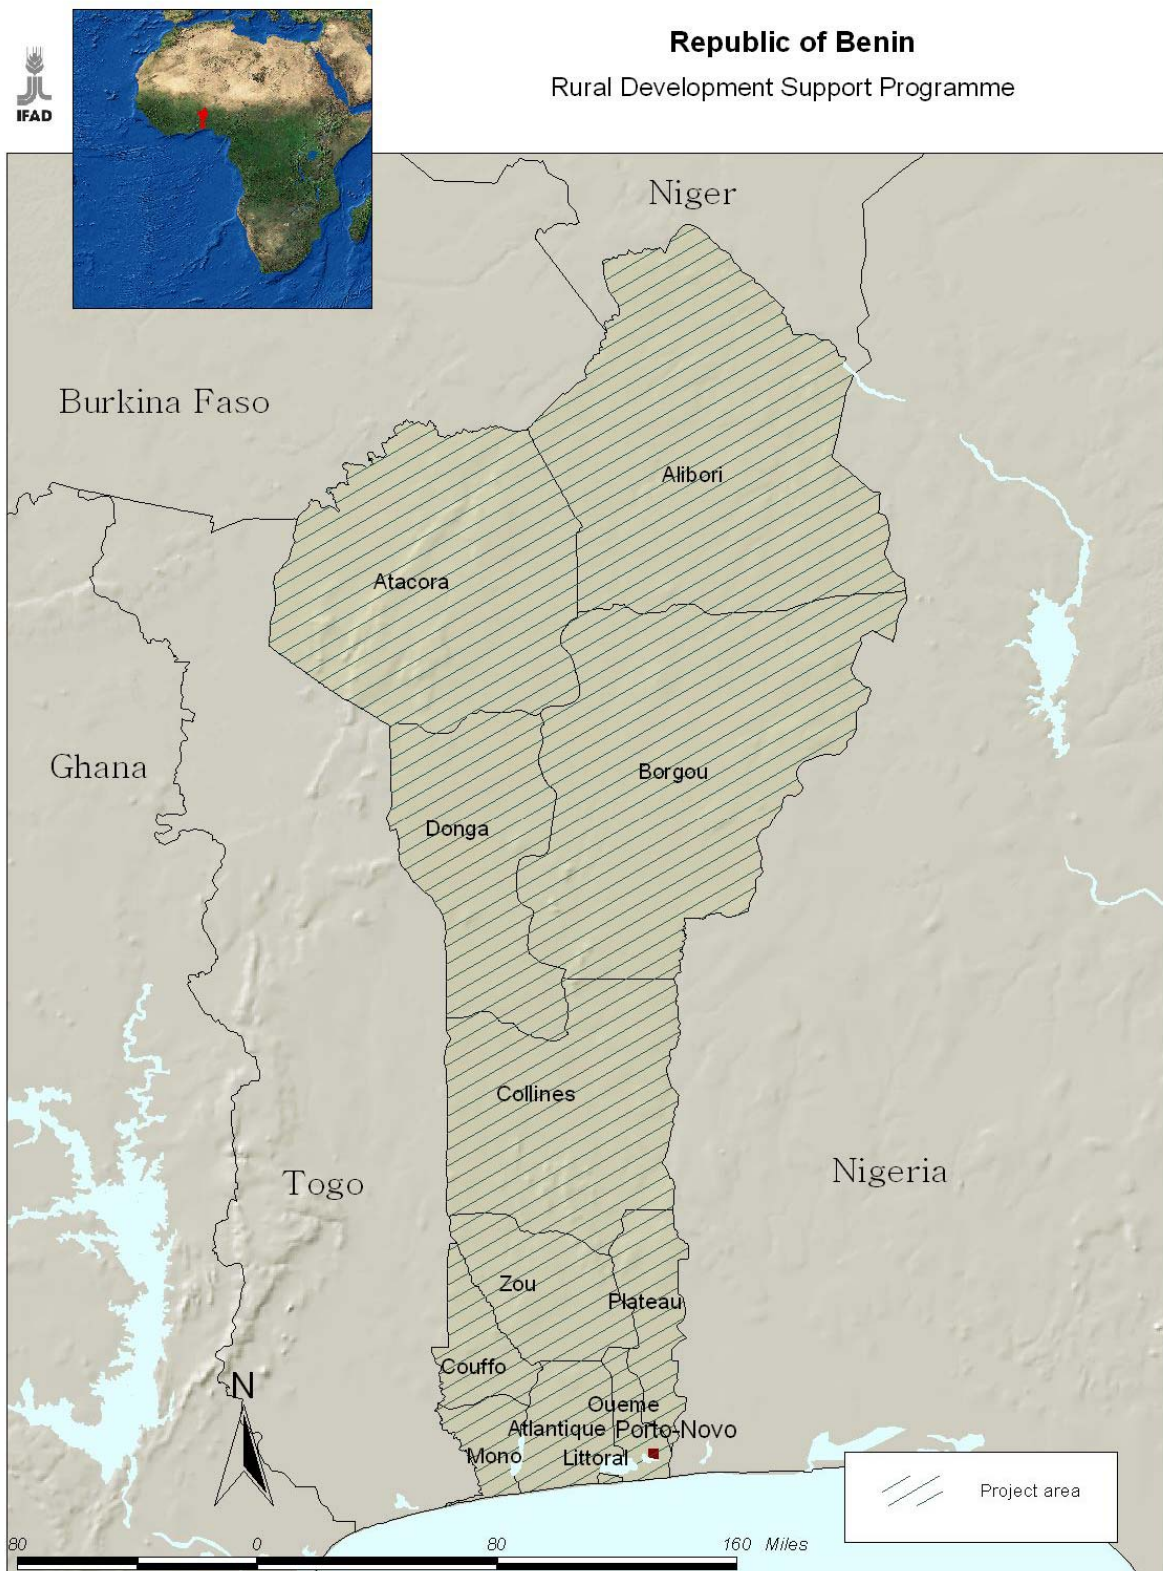 Republic of Benin
Rural Development Support Programme
IFAD
Niger
Burkina Faso
Alibori
Atacora
Ghana
Borgou
Donga
Collines
Togo
Nigeria
Zou
Plateau
Couffo
N
Oueme
Atlantique Porto-Novo
Mono
Littoral
Project area
80 0 80 160 Miles